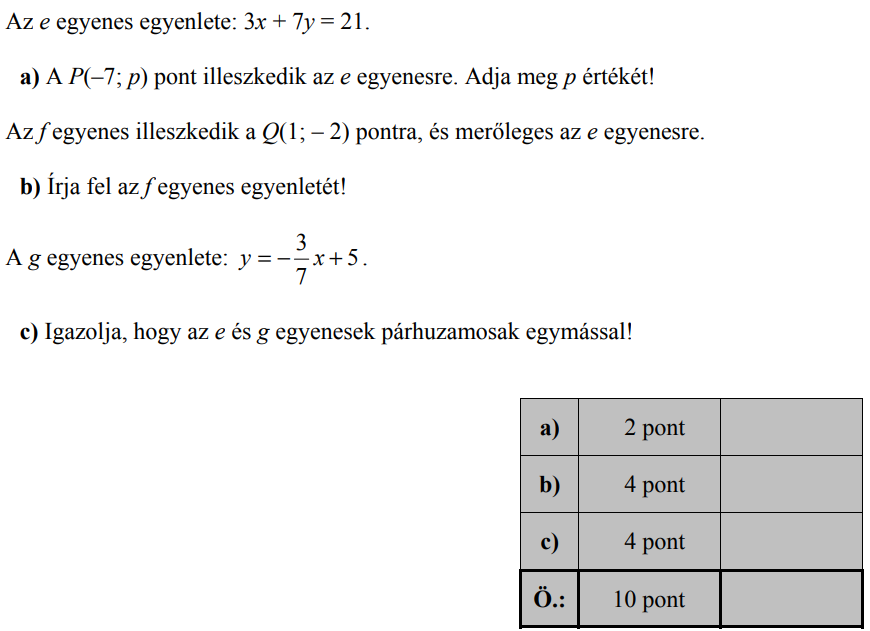 Az e egyenes egyenlete: 3x + 7y = 21.
a) A P(–7; p) pont illeszkedik az e egyenesre. Adja meg p értékét!
Az f egyenes illeszkedik a Q(1; – 2) pontra, és merőleges az e egyenesre.
b) Írja fel az f egyenes egyenletét!
A g egyenes egyenlete: y = −3/7 x + 5.
c) Igazolja, hogy az e és g egyenesek párhuzamosak egymással!
a) 2 pont
b) 4 pont
c) 4 pont
Ö.: 10 pont